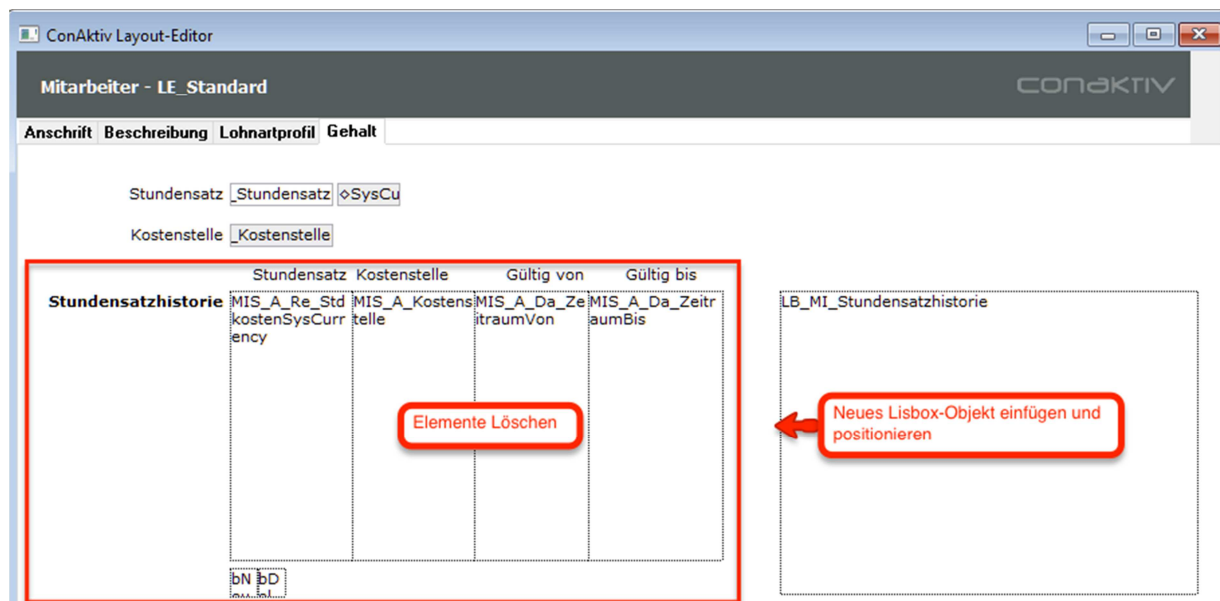 ConAktiv Layout-Editor
Mitarbeiter - LE_Standard
conaktiv
Anschrift Beschreibung Lohnartprofil Gehalt
Stundensatz _Stundensatz ◇SysCu
Kostenstelle _Kostenstelle
Stundensatz Kostenstelle Gültig von Gültig bis
Stundensatzhistorie
MIS_A_Re_Std
kostenSysCurr
ency
MIS_A_Kostens
telle
MIS_A_Da_Ze
itraumVon
MIS_A_Da_Zeitr
aumBis
LB_MI_Stundensatzhistorie
Elemente Löschen
Neues Lisbox-Objekt einfügen und
positionieren
bN bD